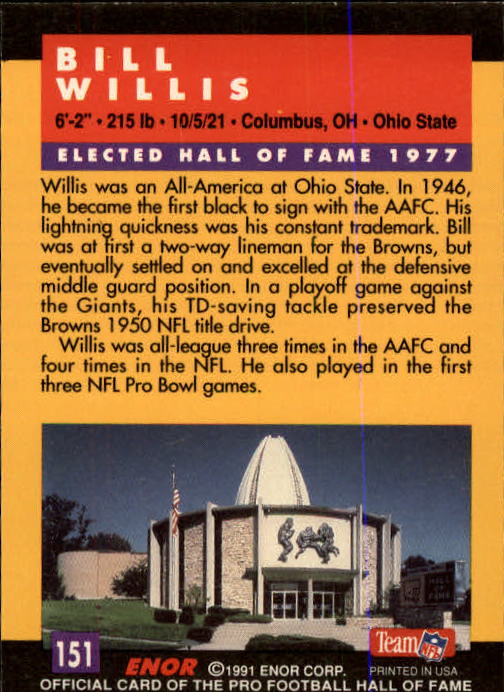 BILL
WILLIS
6'-2" • 215 lb • 10/5/21 • Columbus, OH • Ohio State
ELECTED HALL OF FAME 1977
Willis was an All-America at Ohio State. In 1946,
he became the first black to sign with the AAFC. His
lightning quickness was his constant trademark. Bill
was at first a two-way lineman for the Browns, but
eventually settled on and excelled at the defensive
middle guard position. In a playoff game against
the Giants, his TD-saving tackle preserved the
Browns 1950 NFL title drive.
Willis was all-league three times in the AAFC and
four times in the NFL. He also played in the first
three NFL Pro Bowl games.
HALL
OF
FAME
151
Team NFL
ENOR ©1991 ENOR CORP.
PRINTED IN USA
OFFICIAL CARD OF THE PRO FOOTBALL HALL OF FAME